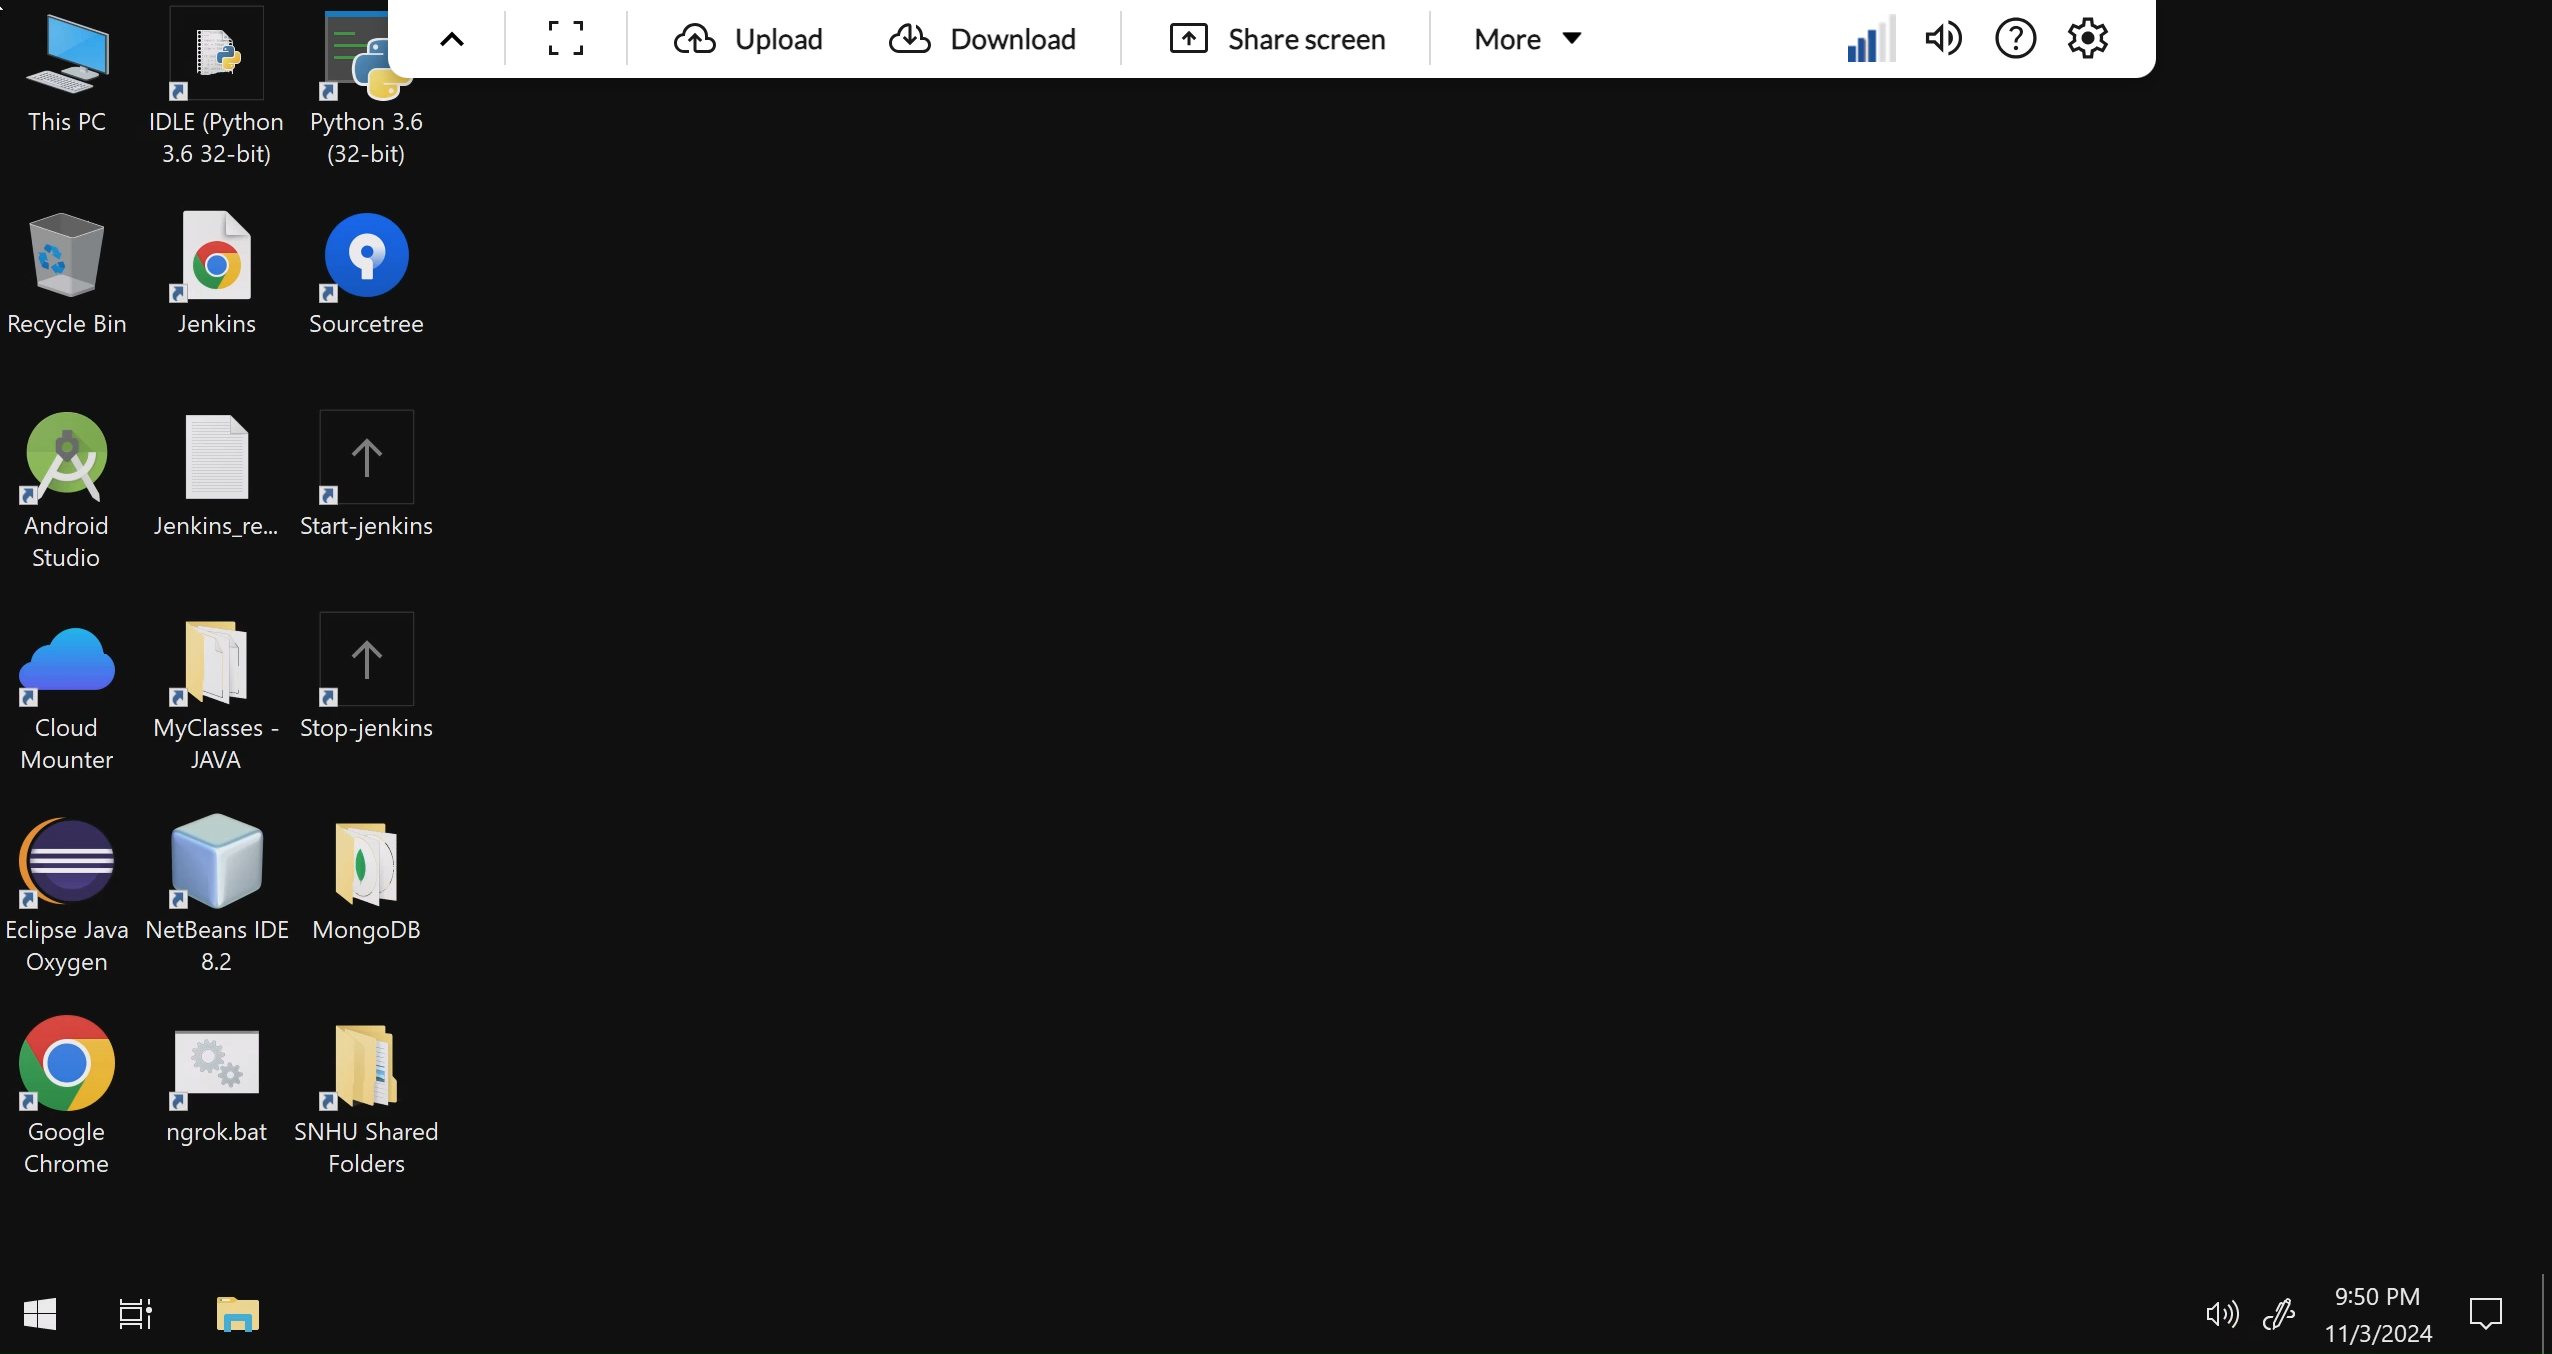 Upload
Download
Share screen
More
This PC
IDLE (Python
3.6 32-bit)
Python 3.6
(32-bit)
Recycle Bin
Jenkins
Sourcetree
Android
Studio
Jenkins_re...
Start-jenkins
Cloud
Mounter
MyClasses -
JAVA
Stop-jenkins
Eclipse Java
Oxygen
NetBeans IDE
8.2
MongoDB
Google
Chrome
ngrok.bat
SNHU Shared
Folders
9:50 PM
11/3/2024